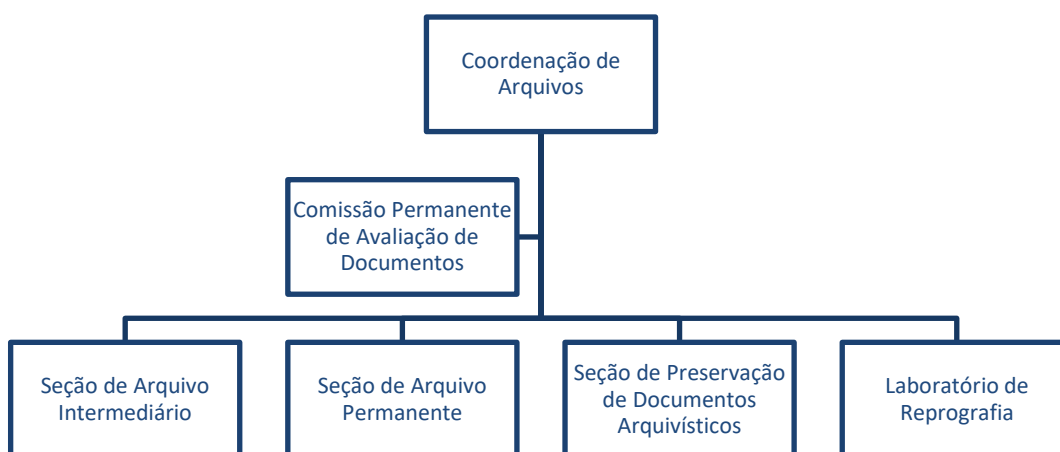 Coordenação de
Arquivos
Comissão Permanente
de Avaliação de
Documentos
Seção de Arquivo
Intermediário
Seção de Arquivo
Permanente
Seção de Preservação
de Documentos
Arquivísticos
Laboratório de
Reprografia